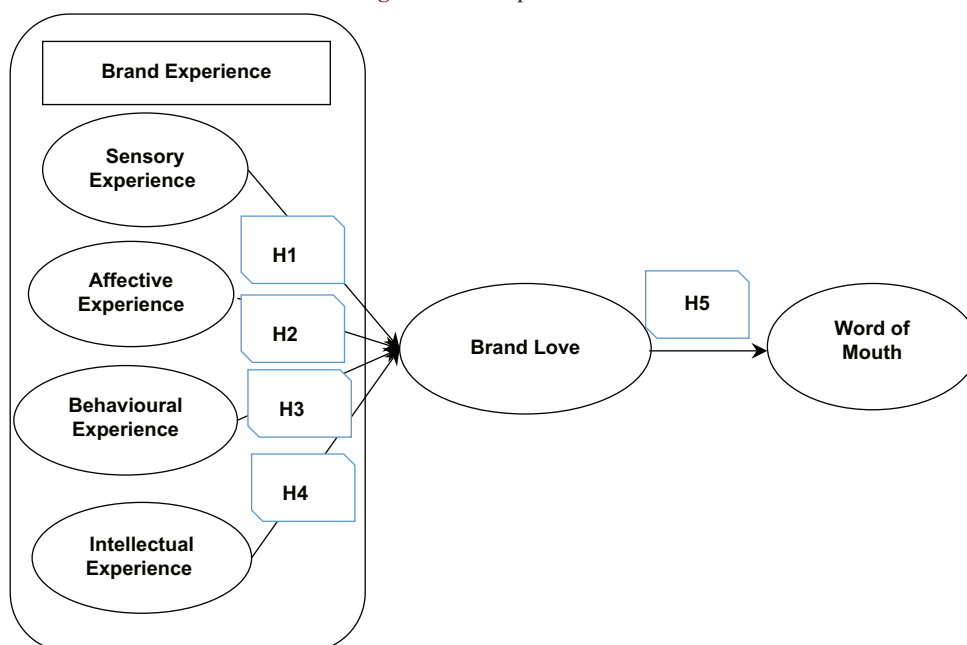 Brand Experience
Sensory
Experience
H1
Affective
Experience
H2
Behavioural
Experience
H3
Intellectual
Experience
H4
Brand Love
H5
Word of
Mouth